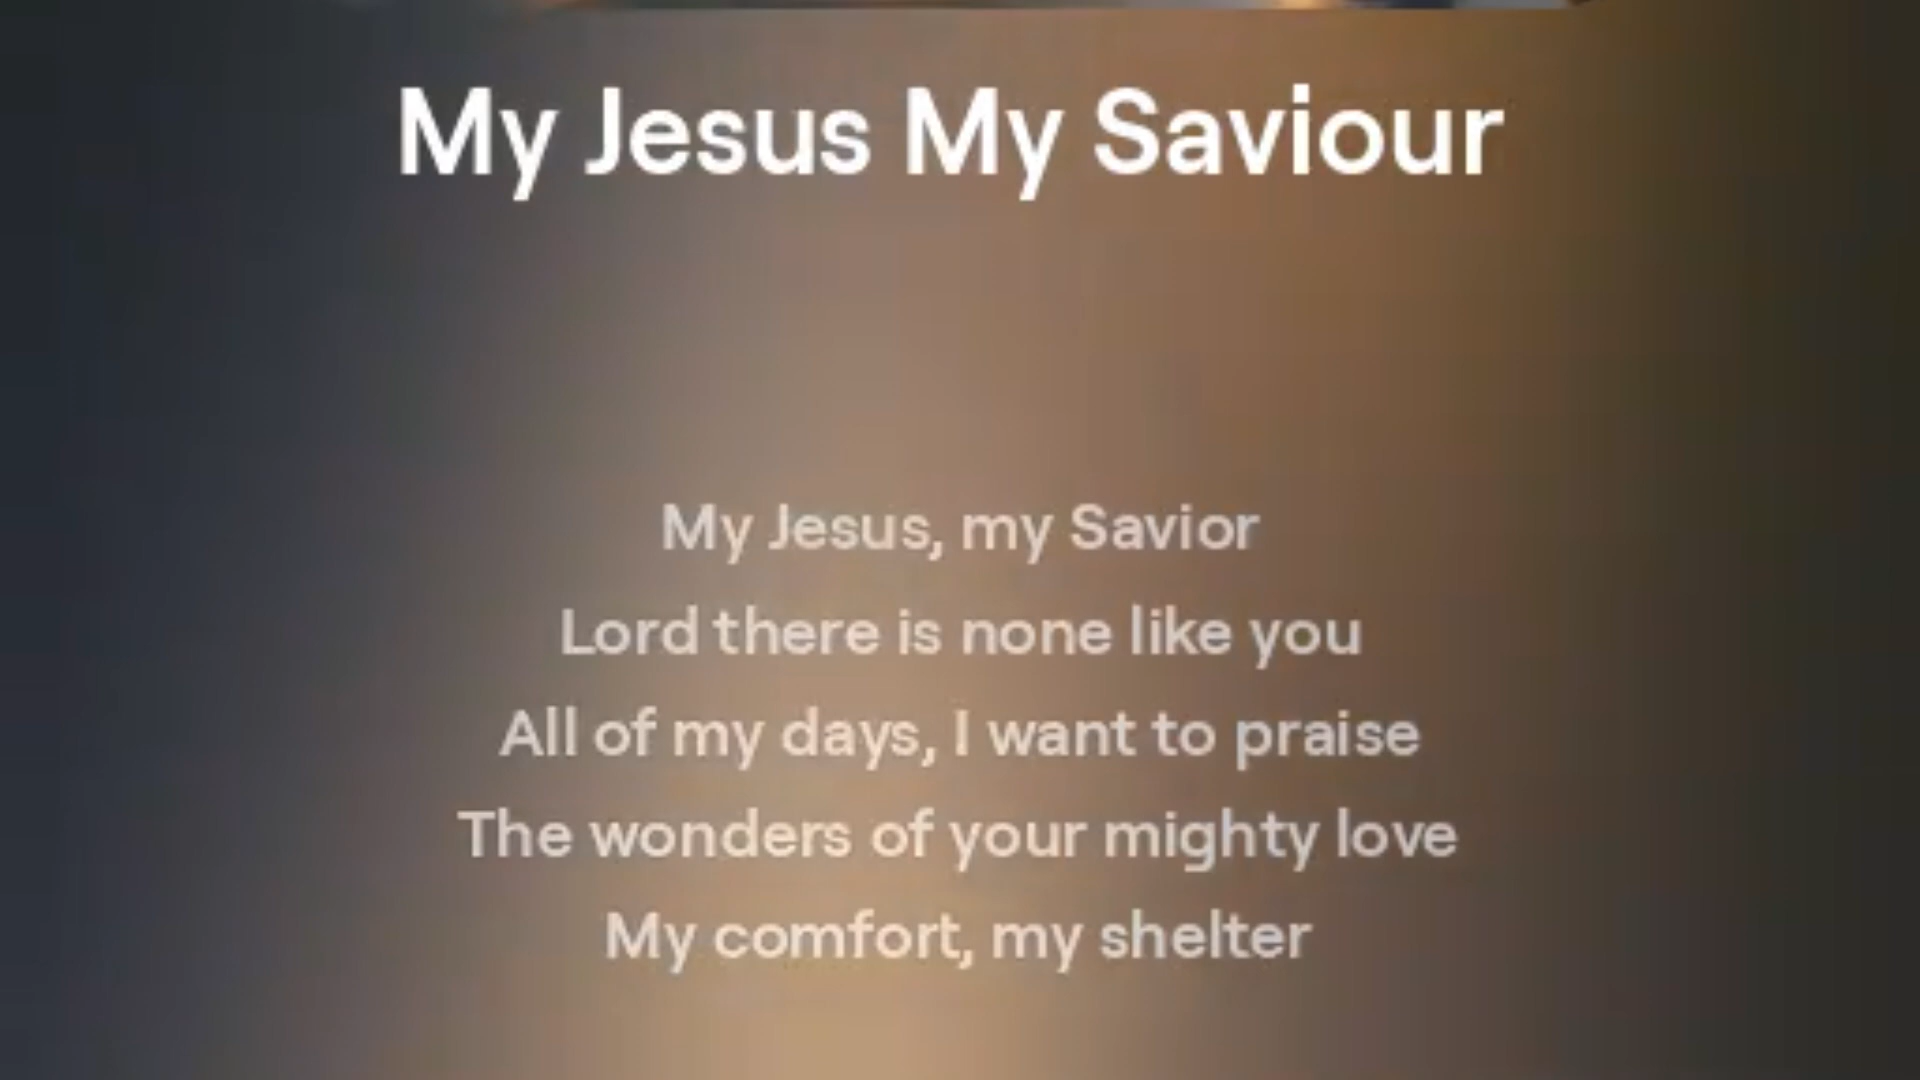 My Jesus My Saviour
My Jesus, my Savior
Lord there is none like you
All of my days, I want to praise
The wonders of your mighty love
My comfort, my shelter